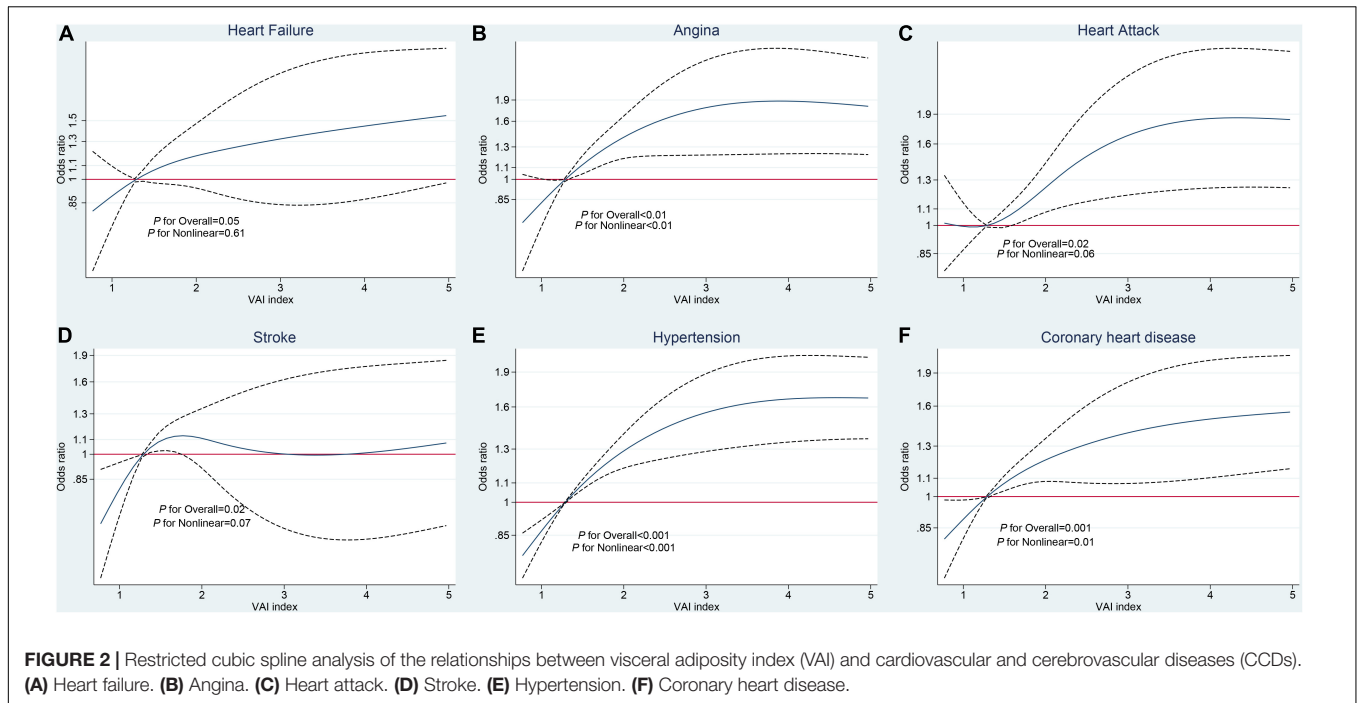 A
Heart Failure
Odds ratio
1.5
1.3
1.1
1
.85
P for Overall=0.05
P for Nonlinear=0.61
1 2 3 4 5
VAI index
B
Angina
Odds ratio
1.9
1.6
1.3
1.1
1
.85
P for Overall<0.01
P for Nonlinear<0.01
1 2 3 4 5
VAI index
C
Heart Attack
Odds ratio
1.9
1.6
1.3
1.1
1
.85
P for Overall=0.02
P for Nonlinear=0.06
1 2 3 4 5
VAI index
D
Stroke
Odds ratio
1.9
1.6
1.3
1.1
1
.85
P for Overall=0.02
P for Nonlinear=0.07
1 2 3 4 5
VAI index
E
Hypertension
Odds ratio
1.9
1.6
1.3
1.1
1
.85
P for Overall<0.001
P for Nonlinear<0.001
1 2 3 4 5
VAI index
F
Coronary heart disease
Odds ratio
1.9
1.6
1.3
1.1
1
.85
P for Overall=0.001
P for Nonlinear=0.01
1 2 3 4 5
VAI index
FIGURE 2 | Restricted cubic spline analysis of the relationships between visceral adiposity index (VAI) and cardiovascular and cerebrovascular diseases (CCDs).
(A) Heart failure. (B) Angina. (C) Heart attack. (D) Stroke. (E) Hypertension. (F) Coronary heart disease.